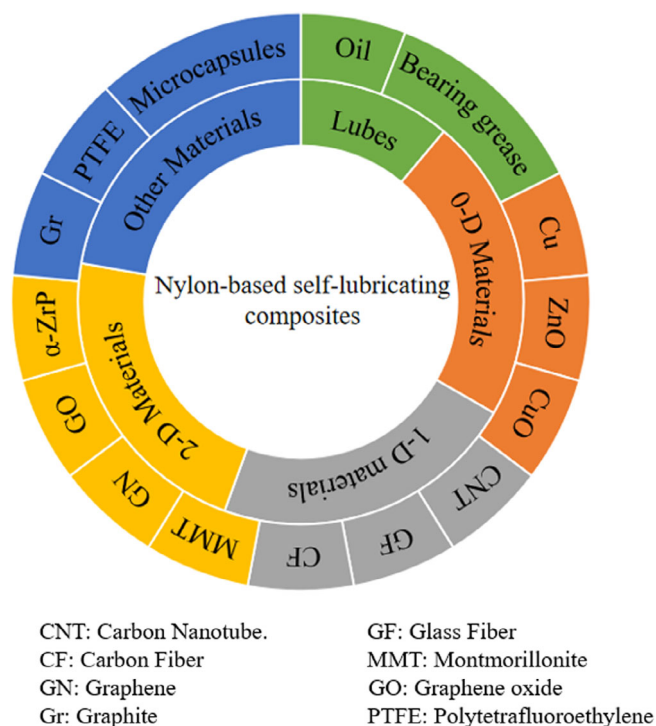 Microcapsules
Oil
Bearing grease
PTFE
Other Materials
Lubes
Gr
0-D Materials
Cu
Nylon-based self-lubricating
composites
α-ZrP
ZnO
GO
2-D Materials
1-D materials
CuO
GN
CNT
MMT
CF
GF
CNT: Carbon Nanotube.
GF: Glass Fiber
CF: Carbon Fiber
MMT: Montmorillonite
GN: Graphene
GO: Graphene oxide
Gr: Graphite
PTFE: Polytetrafluoroethylene